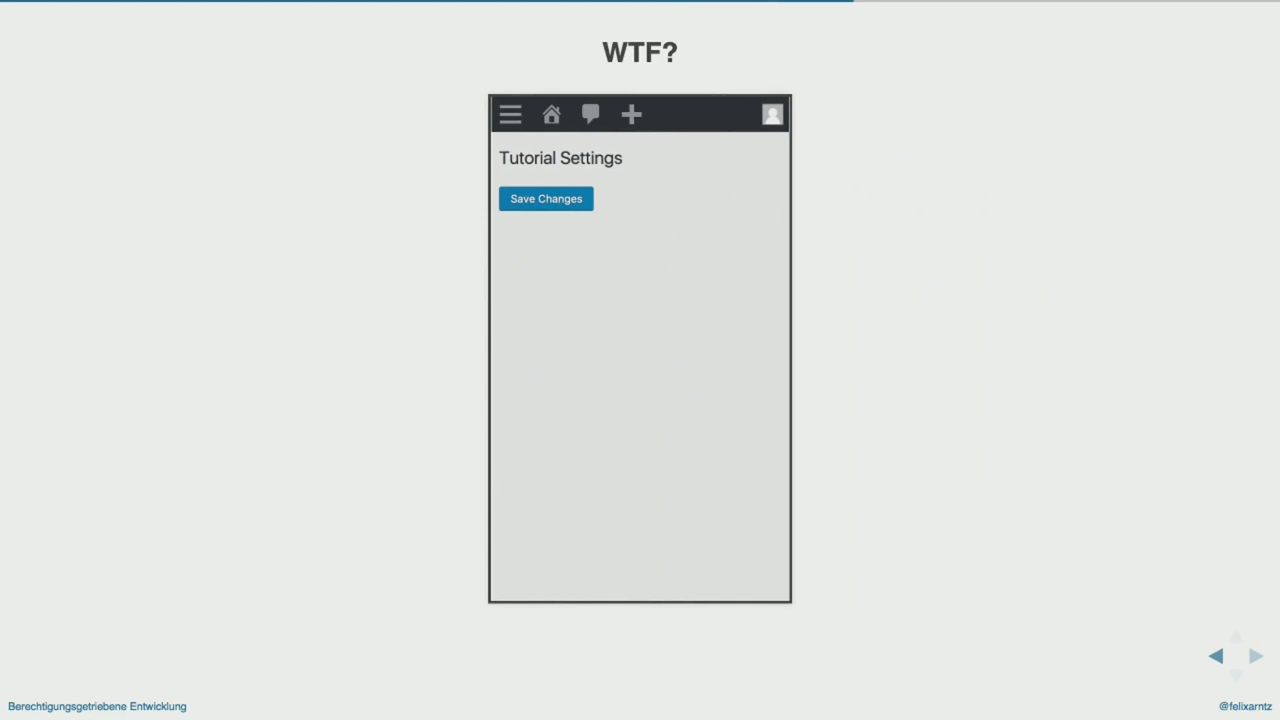 WTF?
Tutorial Settings
Save Changes
Berechtigungsgetriebene Entwicklung
@felixarntz